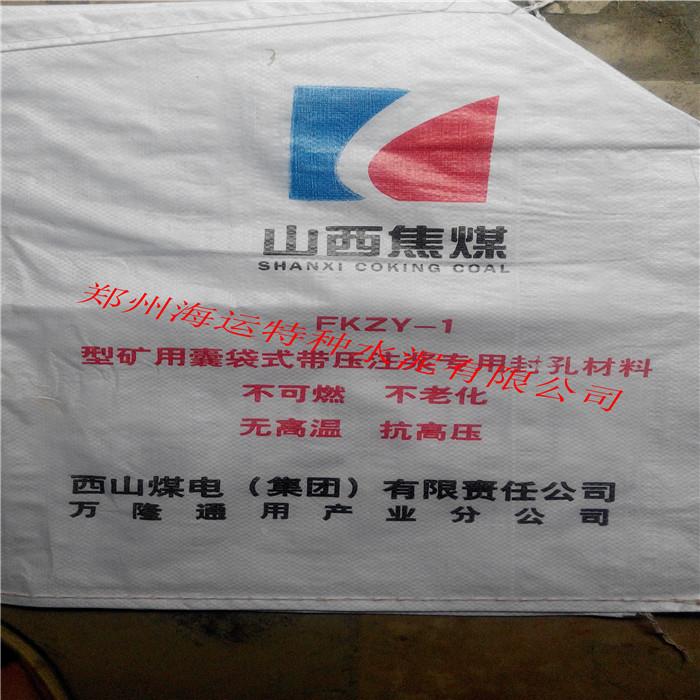 山西焦煤
SHANXI COKING COAL
郑州海运特种水泥有限公司
FKZY-1
型矿用囊袋式带压注浆专用封孔材料
不可燃 不老化
无高温 抗高压
西山煤电（集团）有限责任公司
万隆通用产业分公司